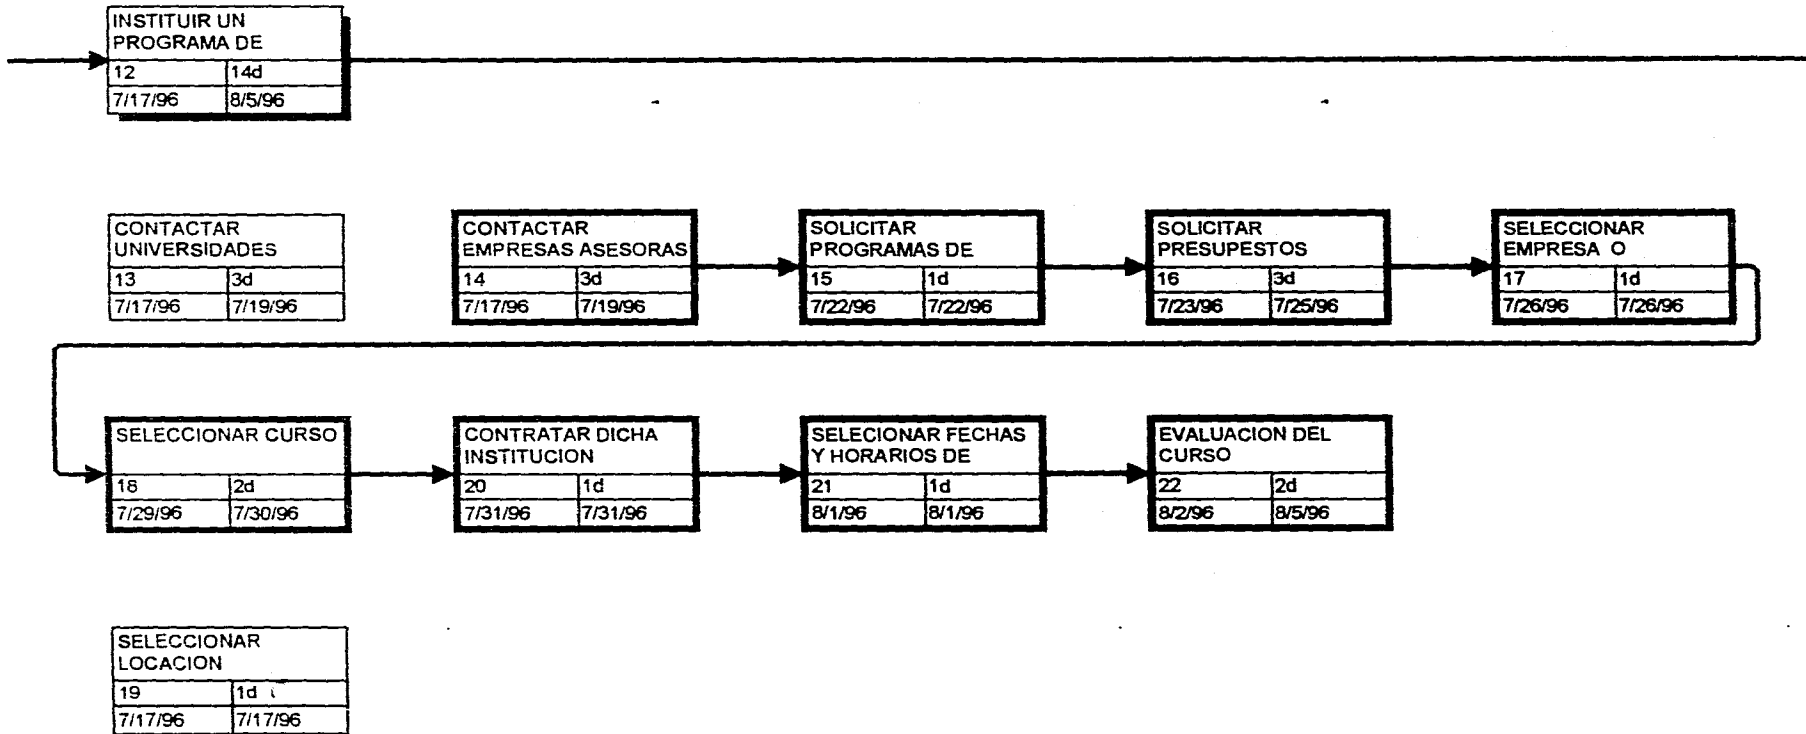 INSTITUIR UN
PROGRAMA DE
12 14d
7/17/96 8/5/96
CONTACTAR
UNIVERSIDADES
13 3d
7/17/96 7/19/96
CONTACTAR
EMPRESAS ASESORAS
14 3d
7/17/96 7/19/96
SOLICITAR
PROGRAMAS DE
15 1d
7/22/96 7/22/96
SOLICITAR
PRESUPESTOS
16 3d
7/23/96 7/25/96
SELECCIONAR
EMPRESA O
17 1d
7/26/96 7/26/96
SELECCIONAR CURSO
18 2d
7/29/96 7/30/96
CONTRATAR DICHA
INSTITUCION
20 1d
7/31/96 7/31/96
SELECIONAR FECHAS
Y HORARIOS DE
21 1d
8/1/96 8/1/96
EVALUACION DEL
CURSO
22 2d
8/2/96 8/5/96
SELECCIONAR
LOCACION
19 1d
7/17/96 7/17/96